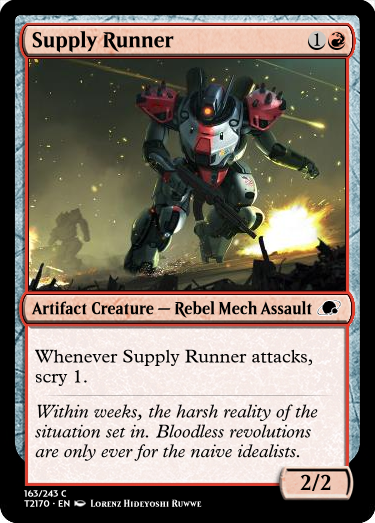 Supply Runner 1
Artifact Creature — Rebel Mech Assault
Whenever Supply Runner attacks,
scry 1.
Within weeks, the harsh reality of the
situation set in. Bloodless revolutions
are only ever for the naive idealists.
2/2
163/243 C
T2170 · EN Lorenz Hideyoshi Ruwwe